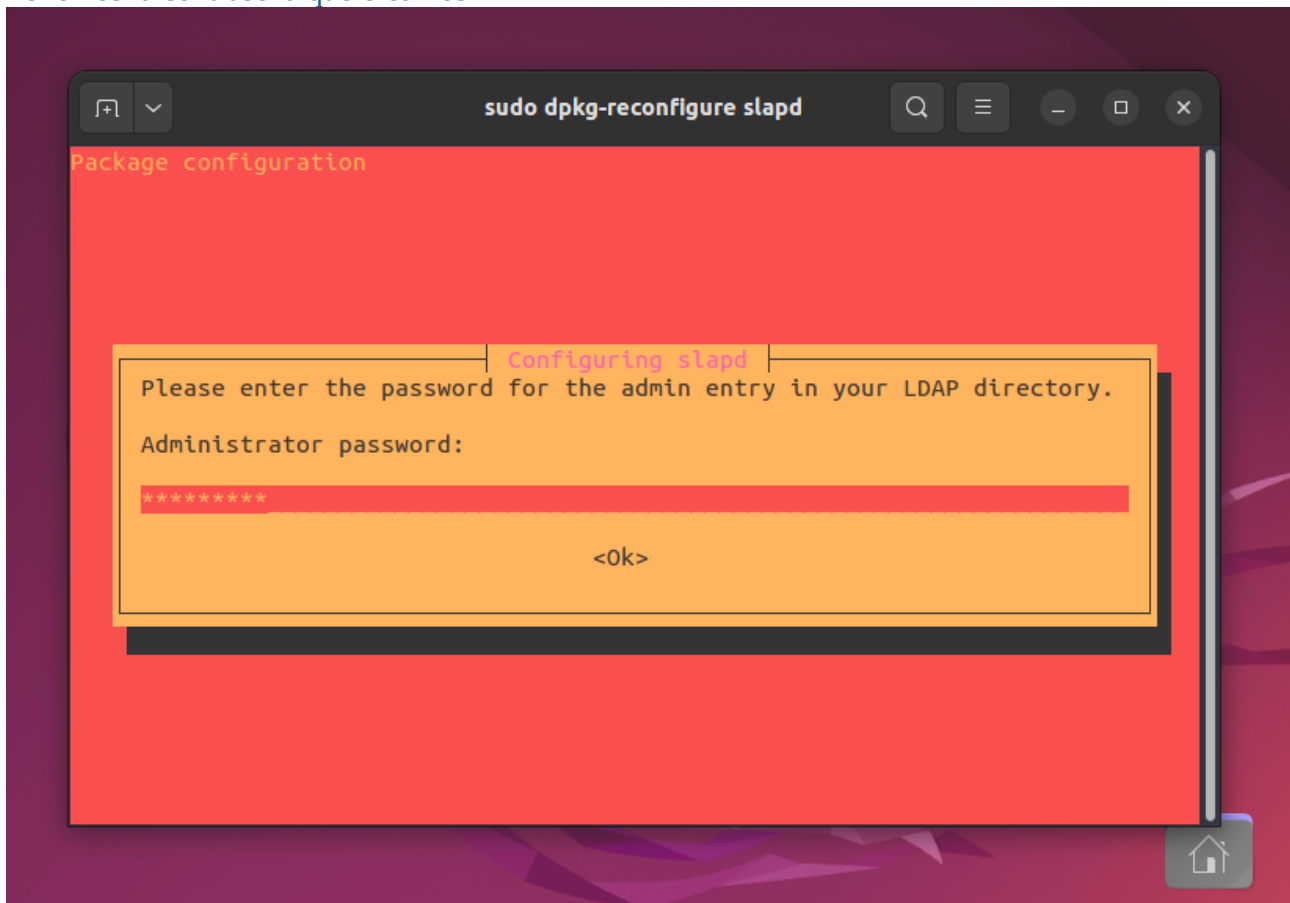 sudo dpkg-reconfigure slapd
Package configuration
Configuring slapd
Please enter the password for the admin entry in your LDAP directory.
Administrator password:
*********
<Ok>